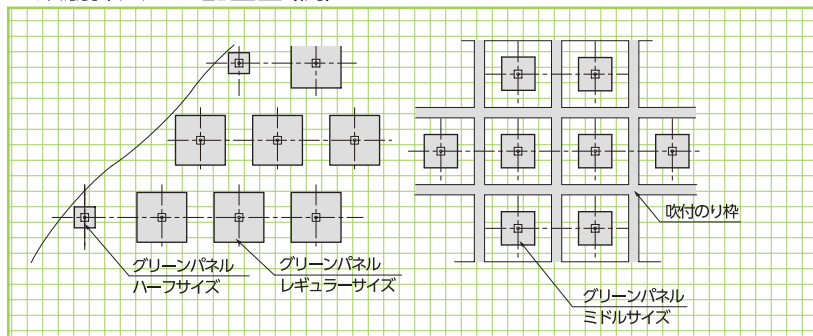 グリーンパネル
ハーフサイズ
グリーンパネル
レギュラーサイズ
吹付のり枠
グリーンパネル
ミドルサイズ